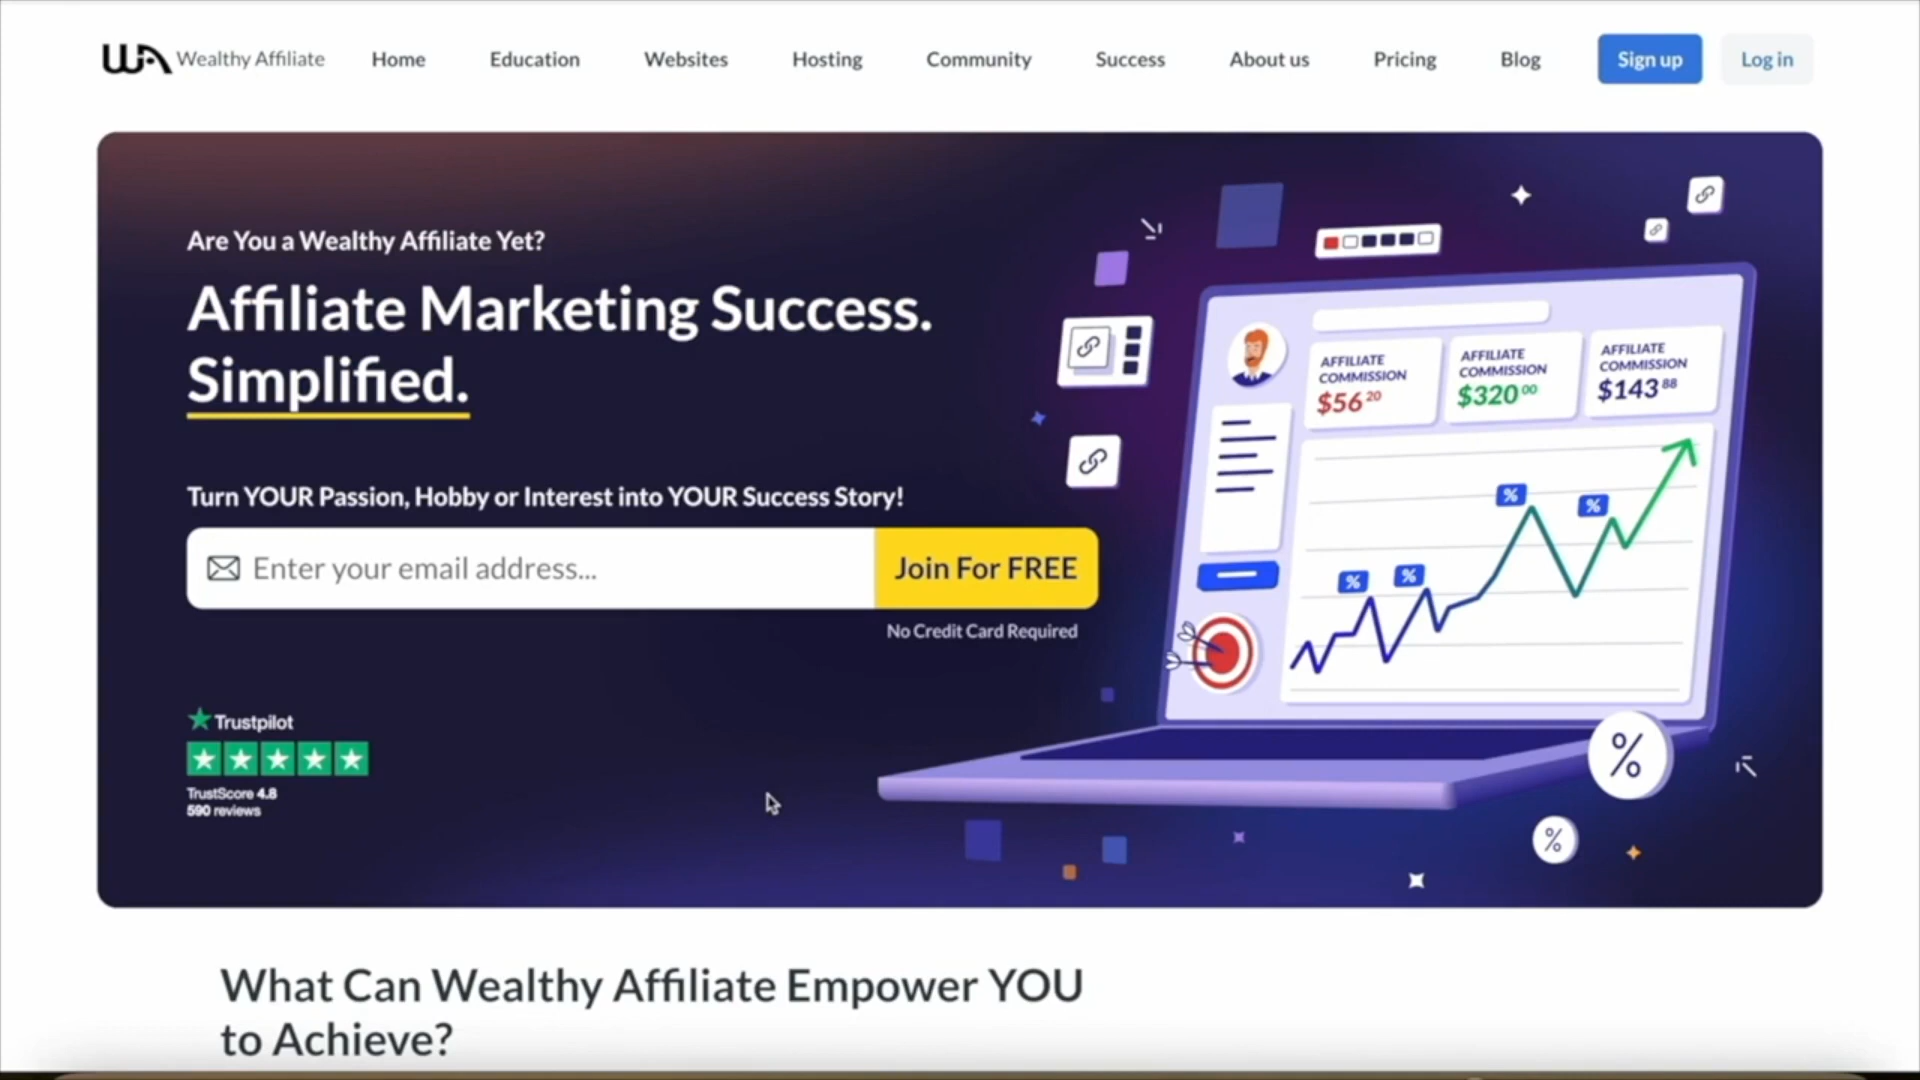 WA Wealthy Affiliate Home Education Websites Hosting Community Success About us Pricing Blog Sign up Log in
Are You a Wealthy Affiliate Yet?
Affiliate Marketing Success.
Simplified.
Turn YOUR Passion, Hobby or Interest into YOUR Success Story!
Enter your email address... Join For FREE
No Credit Card Required
Trustpilot
TrustScore 4.8
590 reviews
AFFILIATE
COMMISSION
$56 20
AFFILIATE
COMMISSION
$320 00
AFFILIATE
COMMISSION
$143 88
%
%
%
%
%
%
What Can Wealthy Affiliate Empower YOU
to Achieve?